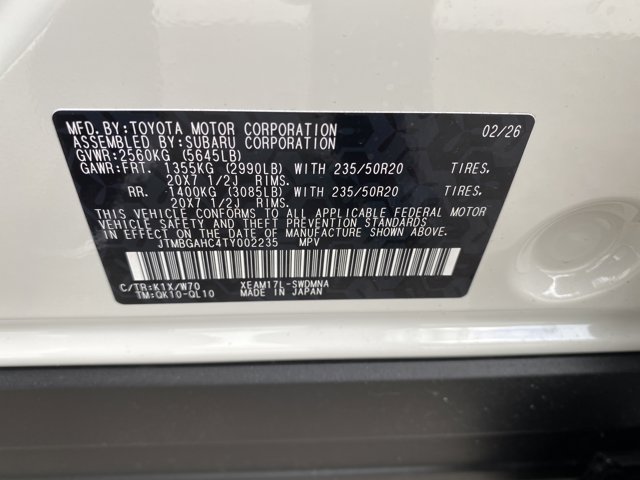 MFD.BY:TOYOTA MOTOR CORPORATION 02/26
ASSEMBLED BY:SUBARU CORPORATION
GVWR:2560KG (5645LB)
GAWR:FRT. 1355KG (2990LB) WITH 235/50R20 TIRES.
20X7 1/2J RIMS.
RR. 1400KG (3085LB) WITH 235/50R20 TIRES.
20X7 1/2J RIMS.
THIS VEHICLE CONFORMS TO ALL APPLICABLE FEDERAL MOTOR
VEHICLE SAFETY AND THEFT PREVENTION STANDARDS
IN EFFECT ON THE DATE OF MANUFACTURE SHOWN ABOVE.
JTMBGAHC4TY002235 MPV
C/TR:K1X/W70 XEAM17L-SWDMNA
TM:QK10-QL10 MADE IN JAPAN